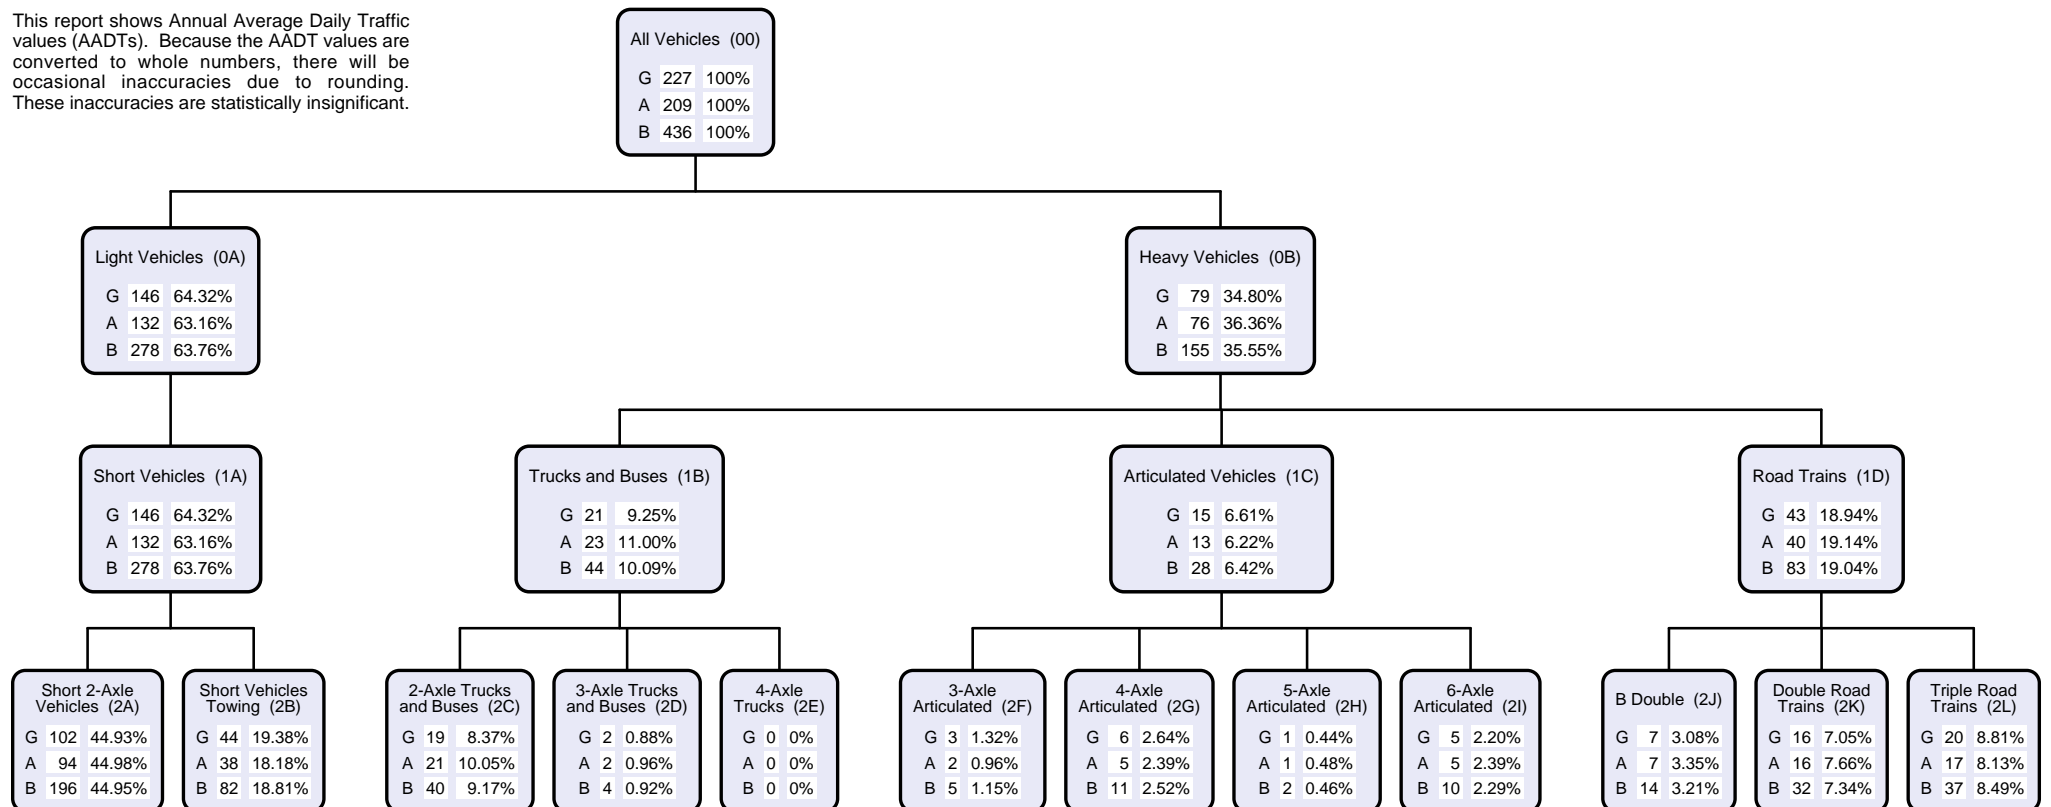 This report shows Annual Average Daily Traffic
values (AADTs). Because the AADT values are
converted to whole numbers, there will be
occasional inaccuracies due to rounding.
These inaccuracies are statistically insignificant.
All Vehicles (00)
G 227 100%
A 209 100%
B 436 100%
Light Vehicles (0A)
G 146 64.32%
A 132 63.16%
B 278 63.76%
Heavy Vehicles (0B)
G 79 34.80%
A 76 36.36%
B 155 35.55%
Short Vehicles (1A)
G 146 64.32%
A 132 63.16%
B 278 63.76%
Trucks and Buses (1B)
G 21 9.25%
A 23 11.00%
B 44 10.09%
Articulated Vehicles (1C)
G 15 6.61%
A 13 6.22%
B 28 6.42%
Road Trains (1D)
G 43 18.94%
A 40 19.14%
B 83 19.04%
Short 2-Axle
Vehicles (2A)
G 102 44.93%
A 94 44.98%
B 196 44.95%
Short Vehicles
Towing (2B)
G 44 19.38%
A 38 18.18%
B 82 18.81%
2-Axle Trucks
and Buses (2C)
G 19 8.37%
A 21 10.05%
B 40 9.17%
3-Axle Trucks
and Buses (2D)
G 2 0.88%
A 2 0.96%
B 4 0.92%
4-Axle
Trucks (2E)
G 0 0%
A 0 0%
B 0 0%
3-Axle
Articulated (2F)
G 3 1.32%
A 2 0.96%
B 5 1.15%
4-Axle
Articulated (2G)
G 6 2.64%
A 5 2.39%
B 11 2.52%
5-Axle
Articulated (2H)
G 1 0.44%
A 1 0.48%
B 2 0.46%
6-Axle
Articulated (2I)
G 5 2.20%
A 5 2.39%
B 10 2.29%
B Double (2J)
G 7 3.08%
A 7 3.35%
B 14 3.21%
Double Road
Trains (2K)
G 16 7.05%
A 16 7.66%
B 32 7.34%
Triple Road
Trains (2L)
G 20 8.81%
A 17 8.13%
B 37 8.49%